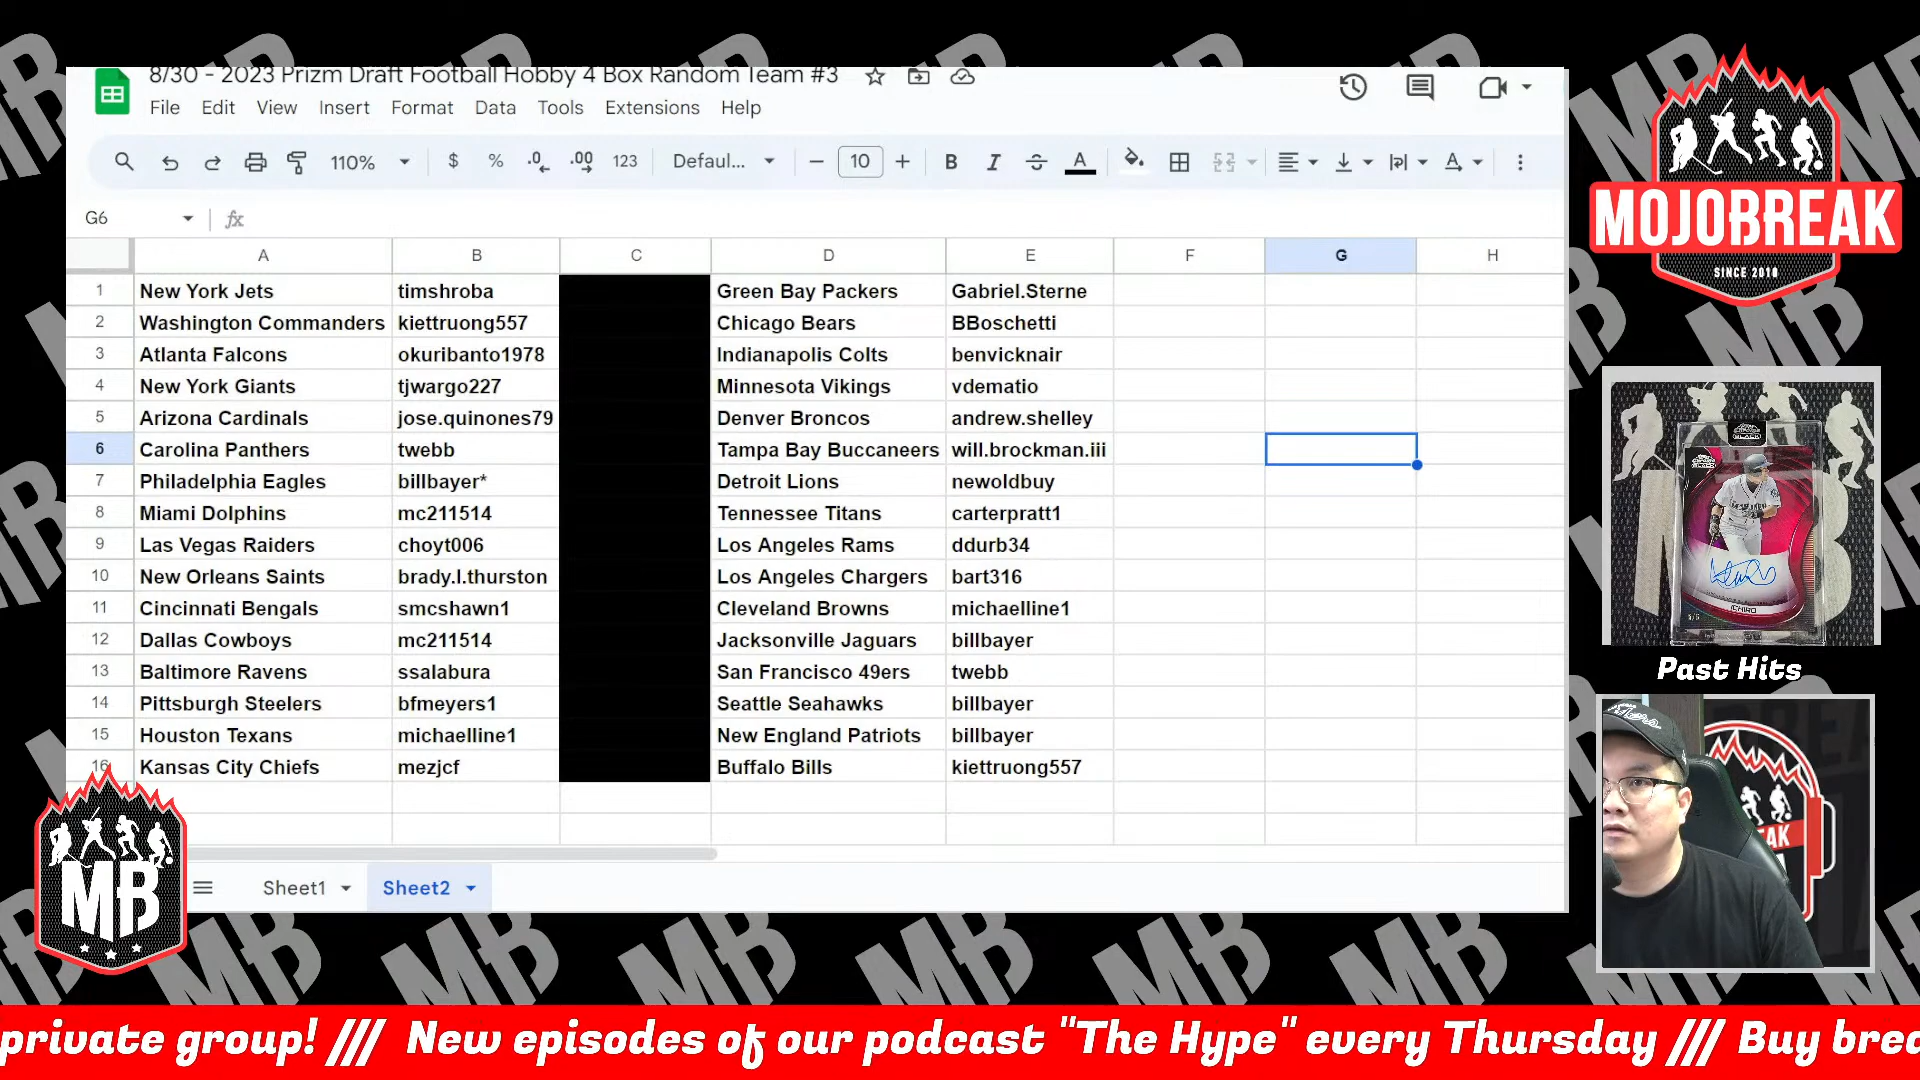 8/30 - 2023 Prizm Draft Football Hobby 4 Box Random Team #3
File Edit View Insert Format Data Tools Extensions Help
110% $ % .0 .00 123 Defaul... 10 B I A A
G6 fx
A B C D E F G H
1 New York Jets timshroba Green Bay Packers Gabriel.Sterne
2 Washington Commanders kiettruong557 Chicago Bears BBoschetti
3 Atlanta Falcons okuribanto1978 Indianapolis Colts benvicknair
4 New York Giants tjwargo227 Minnesota Vikings vdematio
5 Arizona Cardinals jose.quinones79 Denver Broncos andrew.shelley
6 Carolina Panthers twebb Tampa Bay Buccaneers will.brockman.iii
7 Philadelphia Eagles billbayer* Detroit Lions newoldbuy
8 Miami Dolphins mc211514 Tennessee Titans carterpratt1
9 Las Vegas Raiders choyt006 Los Angeles Rams ddurb34
10 New Orleans Saints brady.l.thurston Los Angeles Chargers bart316
11 Cincinnati Bengals smcshawn1 Cleveland Browns michaelline1
12 Dallas Cowboys mc211514 Jacksonville Jaguars billbayer
13 Baltimore Ravens ssalabura San Francisco 49ers twebb
14 Pittsburgh Steelers bfmeyers1 Seattle Seahawks billbayer
15 Houston Texans michaelline1 New England Patriots billbayer
16 Kansas City Chiefs mezjcf Buffalo Bills kiettruong557
Sheet1 Sheet2
MB
MOJOBREAK
SINCE 2010
ICHIRO
Past Hits
private group! /// New episodes of our podcast "The Hype" every Thursday /// Buy brea